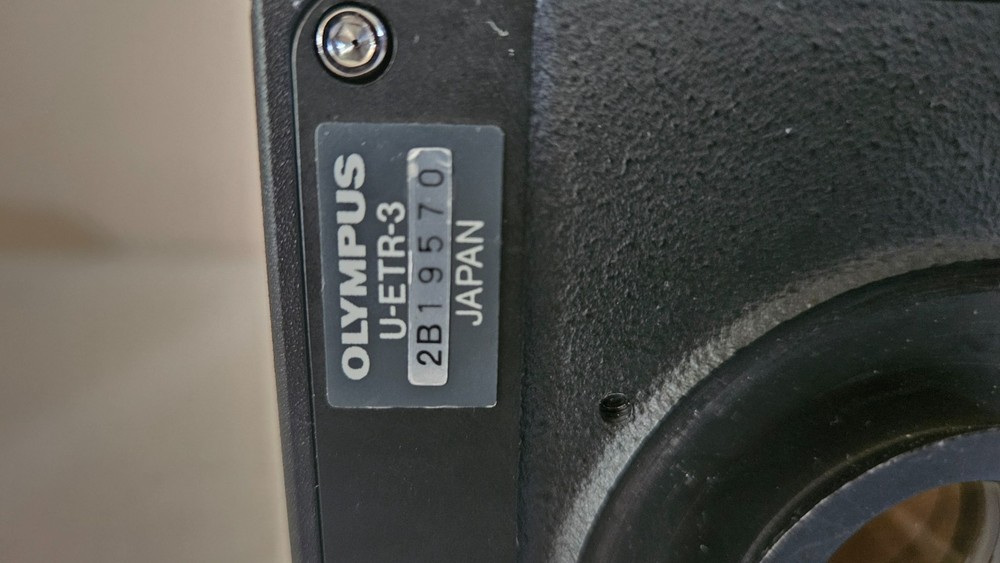 OLYMPUS
U-ETR-3
2B19570
JAPAN